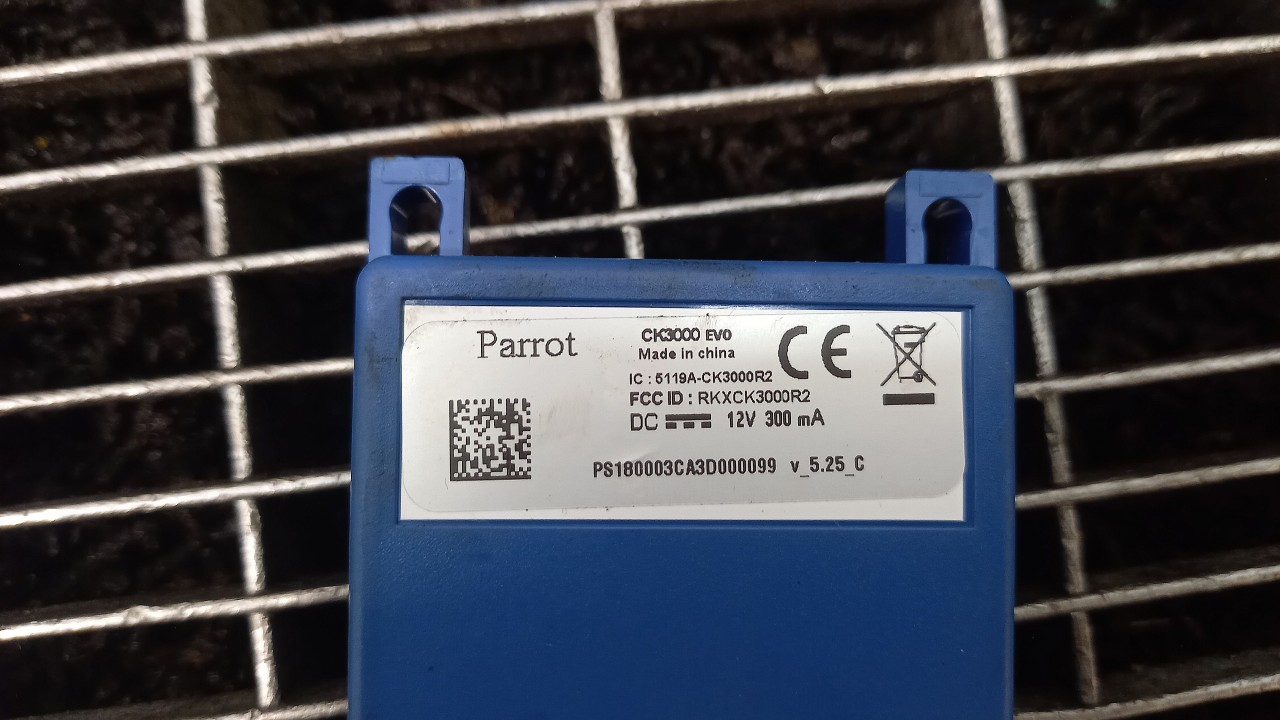 Parrot
CK3000 EVO
Made in china
IC : 5119A-CK3000R2
FCC ID : RKXCK3000R2
DC 12V 300 mA
PS180003CA3D000099 v_5.25_C
CE